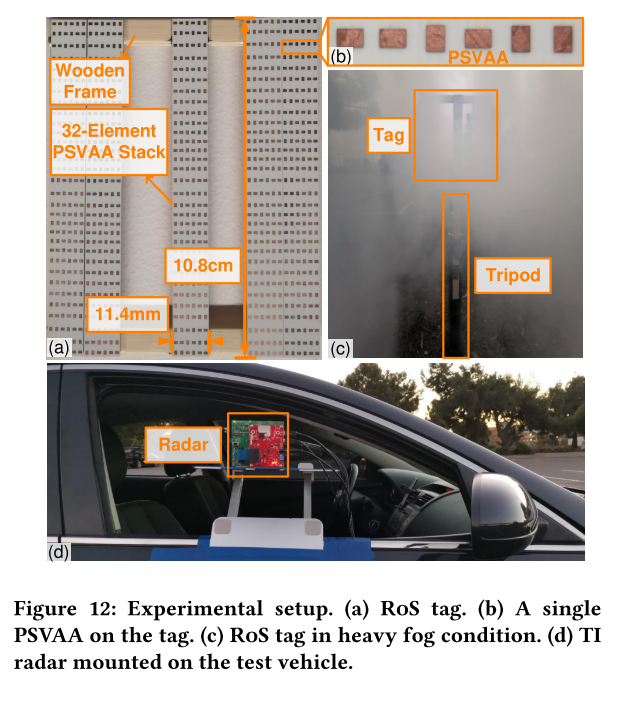 Wooden
Frame
32-Element
PSVAA Stack
10.8cm
11.4mm
(a)
(b)
PSVAA
Tag
Tripod
(c)
Radar
(d)
Figure 12: Experimental setup. (a) RoS tag. (b) A single
PSVAA on the tag. (c) RoS tag in heavy fog condition. (d) TI
radar mounted on the test vehicle.